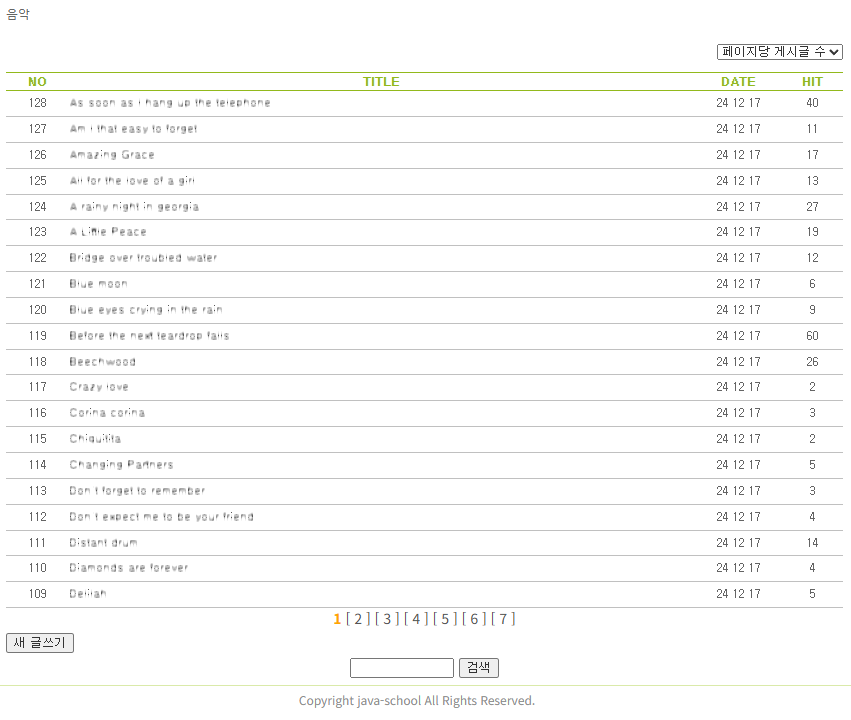 음악
페이지당 게시글 수
NO TITLE DATE HIT
128 As soon as i hang up the telephone 24 12 17 40
127 Am i that easy to forget 24 12 17 11
126 Amazing Grace 24 12 17 17
125 All for the love of a girl 24 12 17 13
124 A rainy night in georgia 24 12 17 27
123 A Little Peace 24 12 17 19
122 Bridge over troubled water 24 12 17 12
121 Blue moon 24 12 17 6
120 Blue eyes crying in the rain 24 12 17 9
119 Before the next teardrop falls 24 12 17 60
118 Beechwood 24 12 17 26
117 Crazy love 24 12 17 2
116 Corina corina 24 12 17 3
115 Chiquitita 24 12 17 2
114 Changing Partners 24 12 17 5
113 Don t forget to remember 24 12 17 3
112 Don t expect me to be your friend 24 12 17 4
111 Distant drum 24 12 17 14
110 Diamonds are forever 24 12 17 4
109 Delilah 24 12 17 5
1 [ 2 ] [ 3 ] [ 4 ] [ 5 ] [ 6 ] [ 7 ]
새 글쓰기
검색
Copyright java-school All Rights Reserved.